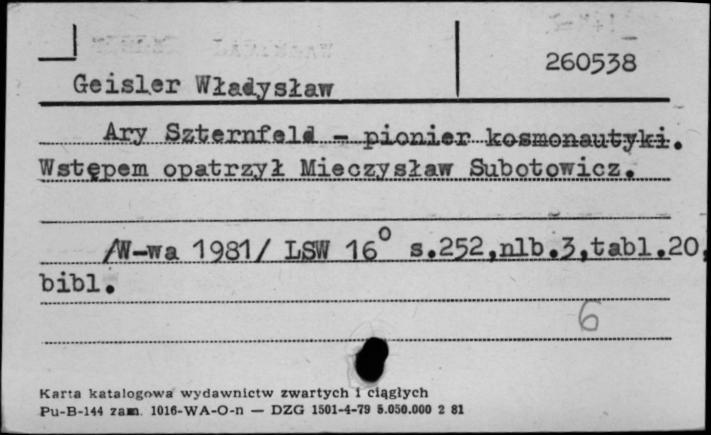 260538
Geisler Władysław
Ary Szternfeld - pionier kosmonautyki.
Wstępem opatrzył Mieczysław Subotowicz.
/W-wa 1981/ LSW 16° s.252,nlb.3,tabl.20,
bibl.
6
Karta katalogowa wydawnictw zwartych i ciągłych
Pu-B-144 zam. 1016-WA-O-n — DZG 1501-4-79 5.050.000 2 81